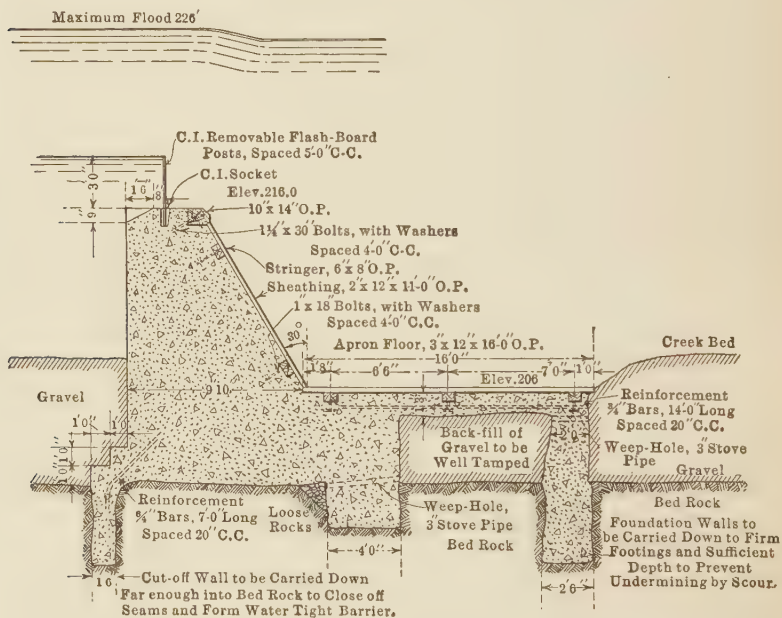 Maximum Flood 226'
C.I. Removable Flash-Board
Posts, Spaced 5'-0" C-C.
30"
C.I. Socket
16"
8"
Elev. 216.0
9"
10" x 14" O.P.
1¼" x 30" Bolts, with Washers
Spaced 4'-0" C-C.
Stringer, 6" x 8" O.P.
Sheathing, 2" x 12" x 11'-0" O.P.
1" x 18" Bolts, with Washers
Spaced 4'-0" C.C.
30°
Apron Floor, 3" x 12" x 16'-0" O.P.
16'0"
Creek Bed
1'8"
6'6"
7'0"
1'0
Elev. 206
Gravel
9 10
Reinforcement
¾" Bars, 14'-0" Long
Spaced 20" C.C.
1'0"
1'0
10"
10"
Back-fill of
Gravel to be
Well Tamped
Weep-Hole, 3" Stove
Pipe
Gravel
Reinforcement
¾" Bars, 7'-0" Long
Spaced 20" C.C.
Loose
Rocks
Weep-Hole,
3" Stove Pipe
Bed Rock
Bed Rock
Foundation Walls to
be Carried Down to Firm
Footings and Sufficient
Depth to Prevent
Undermining by Scour.
4'0"
16
2'6"
Cut-off Wall to be Carried Down
Far enough into Bed Rock to Close off
Seams and Form Water Tight Barrier.